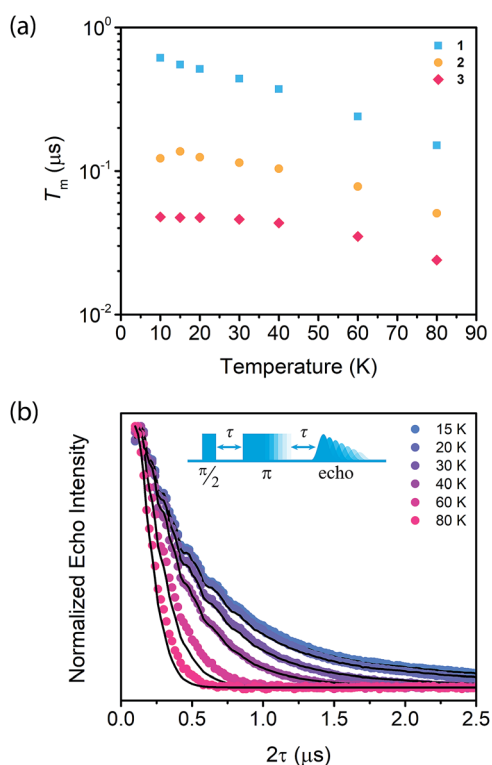 (a)
10⁰
10⁻¹
10⁻²
Tₘ (μs)
1
2
3
0 10 20 30 40 50 60 70 80 90
Temperature (K)
(b)
Normalized Echo Intensity
τ τ
π/2 π echo
15 K
20 K
30 K
40 K
60 K
80 K
0.0 0.5 1.0 1.5 2.0 2.5
2τ (μs)